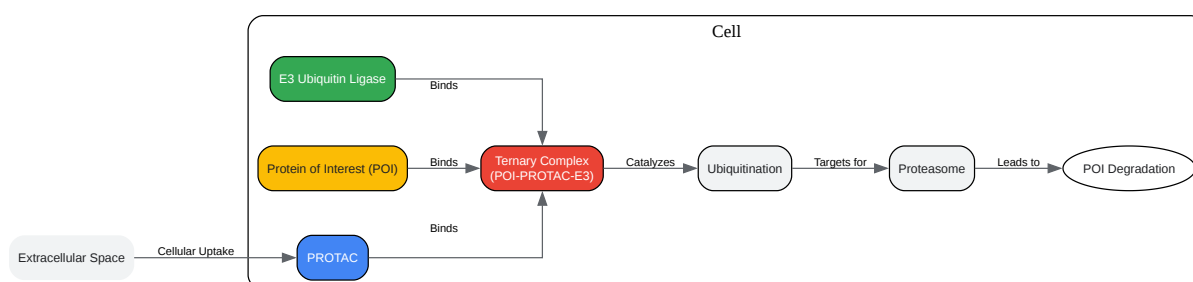 Cell
E3 Ubiquitin Ligase
Binds
Protein of Interest (POI)
Binds
Ternary Complex
(POI-PROTAC-E3)
Catalyzes
Ubiquitination
Targets for
Proteasome
Leads to
POI Degradation
Binds
Extracellular Space
Cellular Uptake
PROTAC